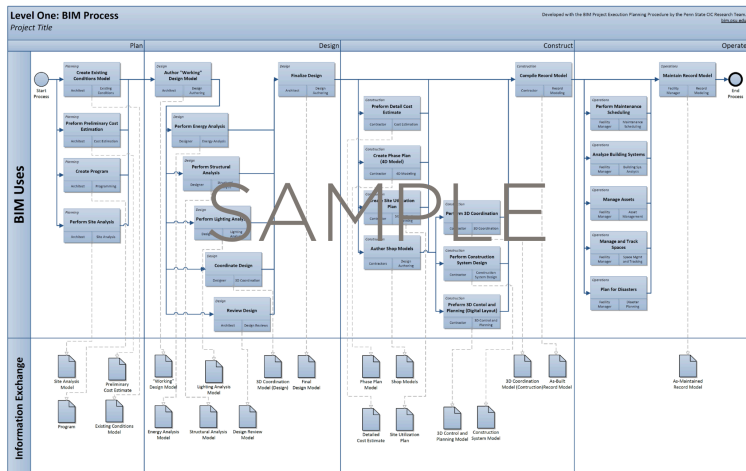 Level One: BIM Process
Project Title
Developed with the BIM Project Execution Planning Procedure by the Penn State CIC Research Team.
bim.psu.edu
Plan
Design
Construct
Operate
BIM Uses
Start
Process
Planning
Create Existing
Conditions Model
Architect
Existing
Conditions
Planning
Preform Preliminary Cost
Estimation
Architect
Cost Estimation
Planning
Create Program
Architect
Programming
Planning
Perform Site Analysis
Architect
Site Analysis
Design
Author "Working"
Design Model
Architect
Design
Authoring
Design
Perform Energy Analysis
Designer
Energy Analysis
Design
Perform Structural
Analysis
Designer
Design
Perform Lighting Analysis
Lighting
Design
Coordinate Design
Designer
3D Coordination
Design
Review Design
Architect
Design Reviews
Design
Finalize Design
Architect
Design
Authoring
Construction
Preform Detail Cost
Estimate
Contractor
Cost Estimation
Construction
Create Phase Plan
(4D Model)
Contractor
4D Modeling
Construction
Create Site Utilization
Plan
Construction
Author Shop Models
Contractors
Design
Authoring
Construction
Perform 3D Coordination
Contractor
3D Coordination
Construction
Perform Construction
System Design
Contractor
Construction
System Design
Construction
Preform 3D Contol and
Planning (Digital Layout)
Contractor
3D Control and
Planning
Construction
Compile Record Model
Contractor
Record
Modeling
Operations
Maintain Record Model
Facility
Manager
Record
Modeling
End
Process
Operations
Perform Maintenance
Scheduling
Facility
Manager
Maintenance
Scheduling
Operations
Analyze Building Systems
Facility
Manager
Building Sys
Analysis
Operations
Manage Assets
Facility
Manager
Asset
Management
Operations
Manage and Track
Spaces
Facility
Manager
Space Mgmt
and Tracking
Operations
Plan for Disasters
Facility
Manager
Disaster
Planning
SAMPLE
Information Exchange
Site Analysis
Model
Preliminary
Cost Estimate
Program
Existing Conditions
Model
"Working"
Design Model
Lighting Analysis
Model
3D Coordination
Model (Design)
Final
Design Model
Energy Analysis
Model
Structural Analysis
Model
Design Review
Model
Phase Plan
Model
Shop Models
3D Coordination
Model (Contruction)
As-Built
Record Model
Detailed
Cost Estimate
Site Utilization
Plan
3D Control and
Planning Model
Construction
System Model
As-Maintained
Record Model